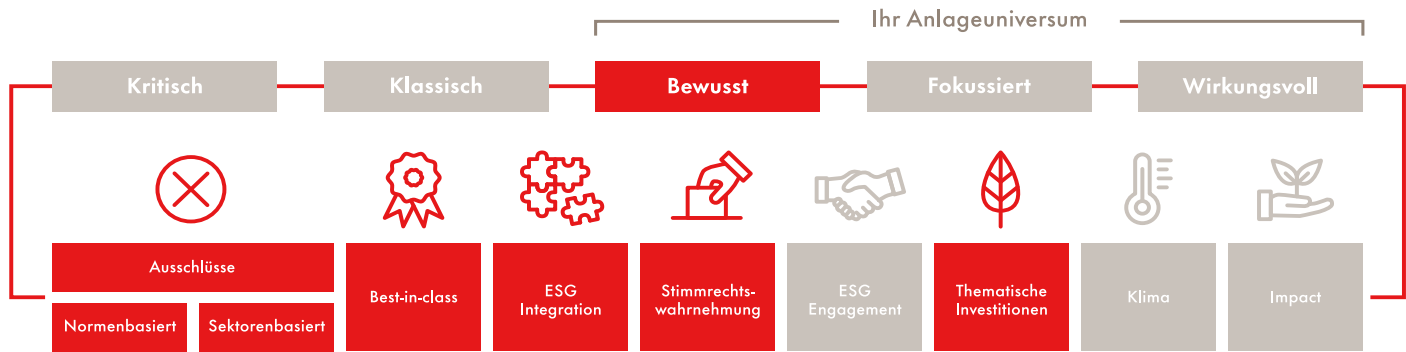 Ihr Anlageuniversum
Kritisch
Klassisch
Bewusst
Fokussiert
Wirkungsvoll
Ausschlüsse
Normenbasiert
Sektorenbasiert
Best-in-class
ESG
Integration
Stimmrechts-
wahrnehmung
ESG
Engagement
Thematische
Investitionen
Klima
Impact